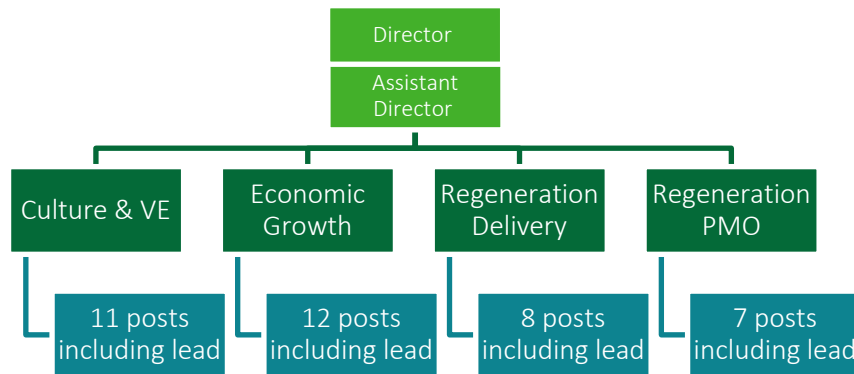 Director
Assistant
Director
Culture & VE
Economic
Growth
Regeneration
Delivery
Regeneration
PMO
11 posts
including lead
12 posts
including lead
8 posts
including lead
7 posts
including lead